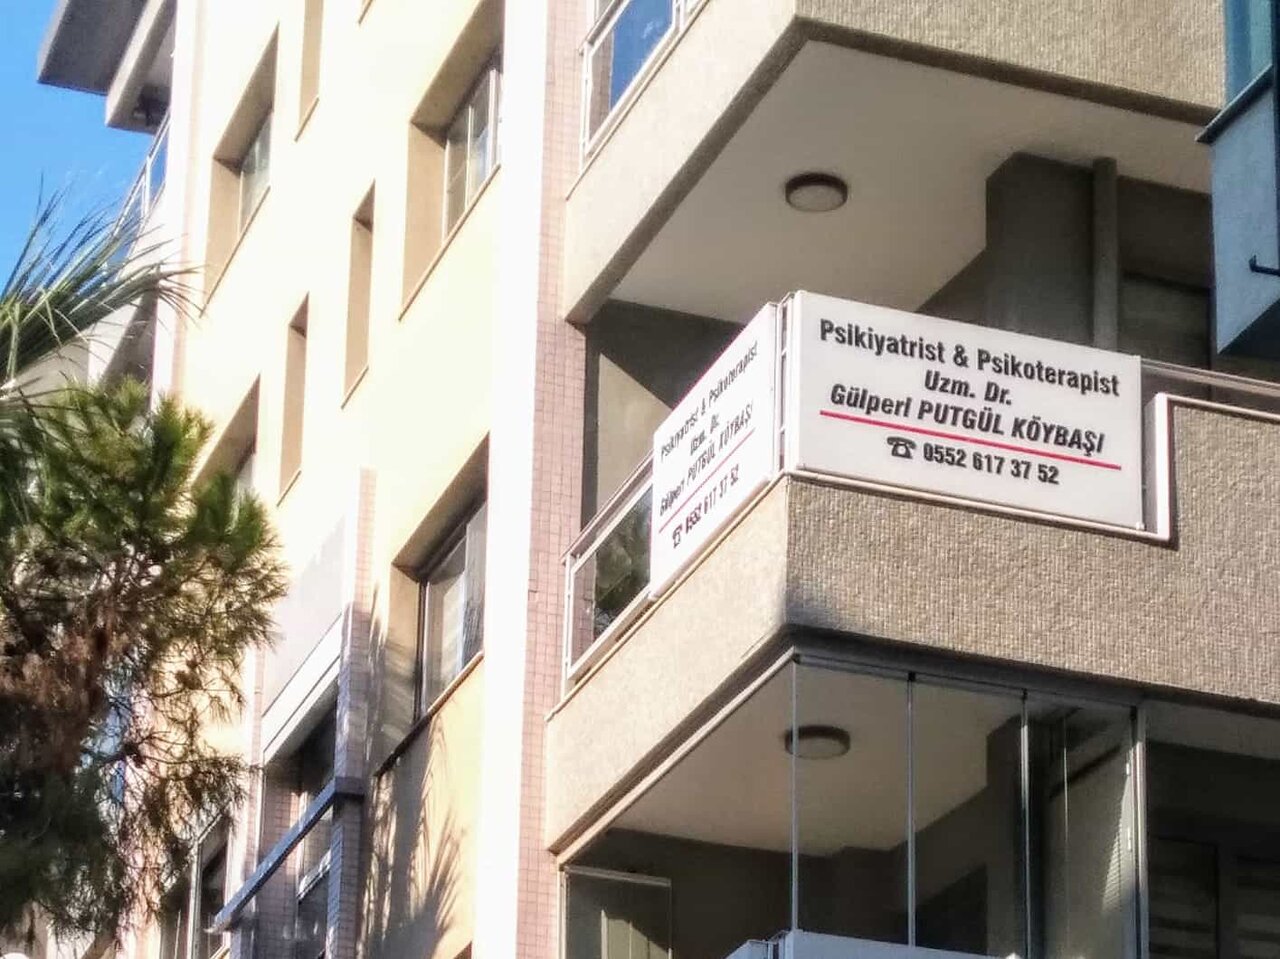 Psikiyatrist & Psikoterapist
Uzm. Dr.
Gülperi PUTGÜL KÖYBAŞI
☎ 0552 617 37 52
Psikiyatrist & Psikoterapist
Uzm. Dr.
Gülperi PUTGÜL KÖYBAŞI
☎ 0552 617 37 52